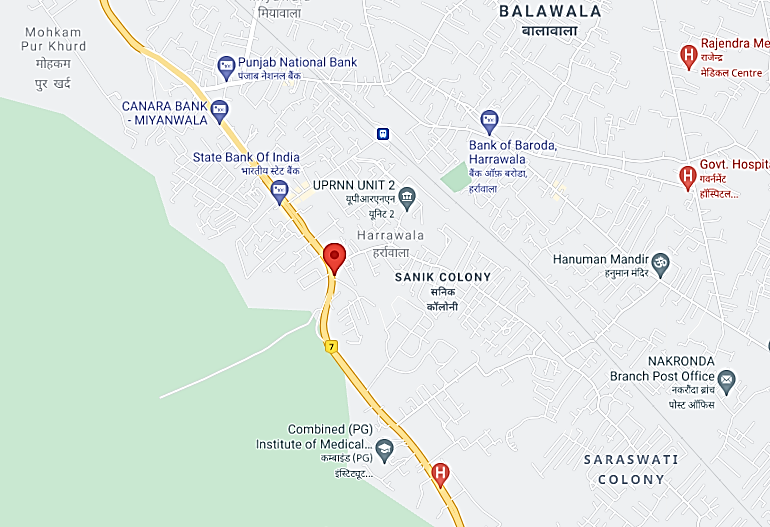 मियावाला
BALAWALA
बालावाला
Mohkam
Pur Khurd
मोहकम
पुर खर्द
Rajendra Me
राजेन्द्र
मेडिकल Centre
Punjab National Bank
पंजाब नेशनल बैंक
CANARA BANK
- MIYANWALA
Bank of Baroda,
Harrawala
बैंक ऑफ़ बरोडा,
हर्रावाला
State Bank Of India
भारतीय स्टेट बैंक
Govt. Hospita
गवर्नमेंट
हॉस्पिटल...
UPRNN UNIT 2
यूपीआरएनएन
यूनिट 2
Harrawala
हर्रावाला
Hanuman Mandir
हनुमान मंदिर
SANIK COLONY
सनिक
कॉलोनी
7
NAKRONDA
Branch Post Office
नकरौंदा ब्रांच
पोस्ट ऑफिस
Combined (PG)
Institute of Medical...
कम्बाइंड (PG)
इंस्टिट्यूट...
H
SARASWATI
COLONY